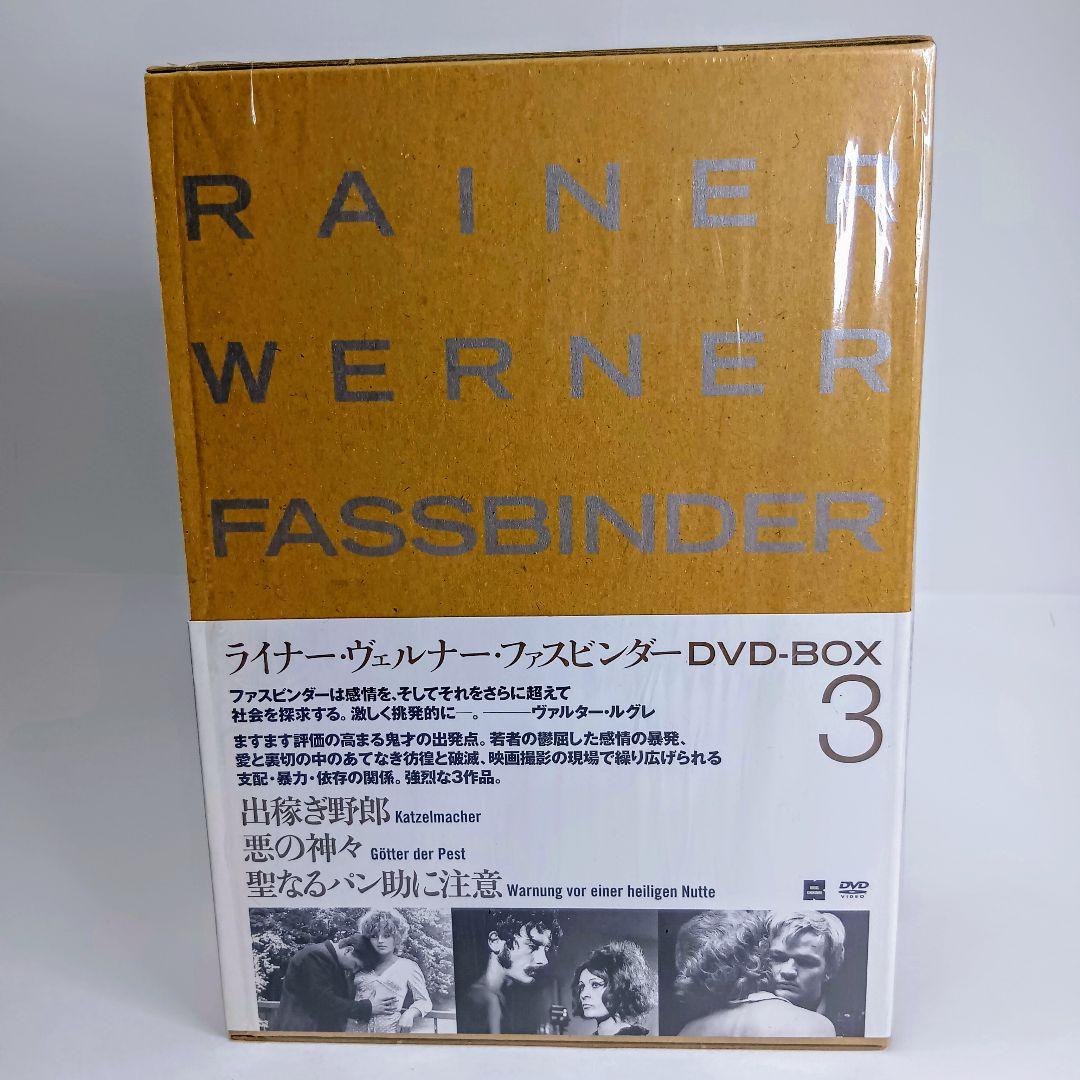 RAINER
WERNER
FASSBINDER
ライナー・ヴェルナー・ファスビンダー DVD-BOX
3
ファスビンダーは感情を、そしてそれをさらに超えて
社会を探求する。激しく挑発的に―。――ヴァルター・ルグレ
ますます評価の高まる鬼才の出発点。若者の鬱屈した感情の暴発、
愛と裏切の中のあてなき彷徨と破滅、映画撮影の現場で繰り広げられる
支配・暴力・依存の関係。強烈な3作品。
出稼ぎ野郎 Katzelmacher
悪の神々 Götter der Pest
聖なるパン助に注意 Warnung vor einer heiligen Nutte
DVD
VIDEO